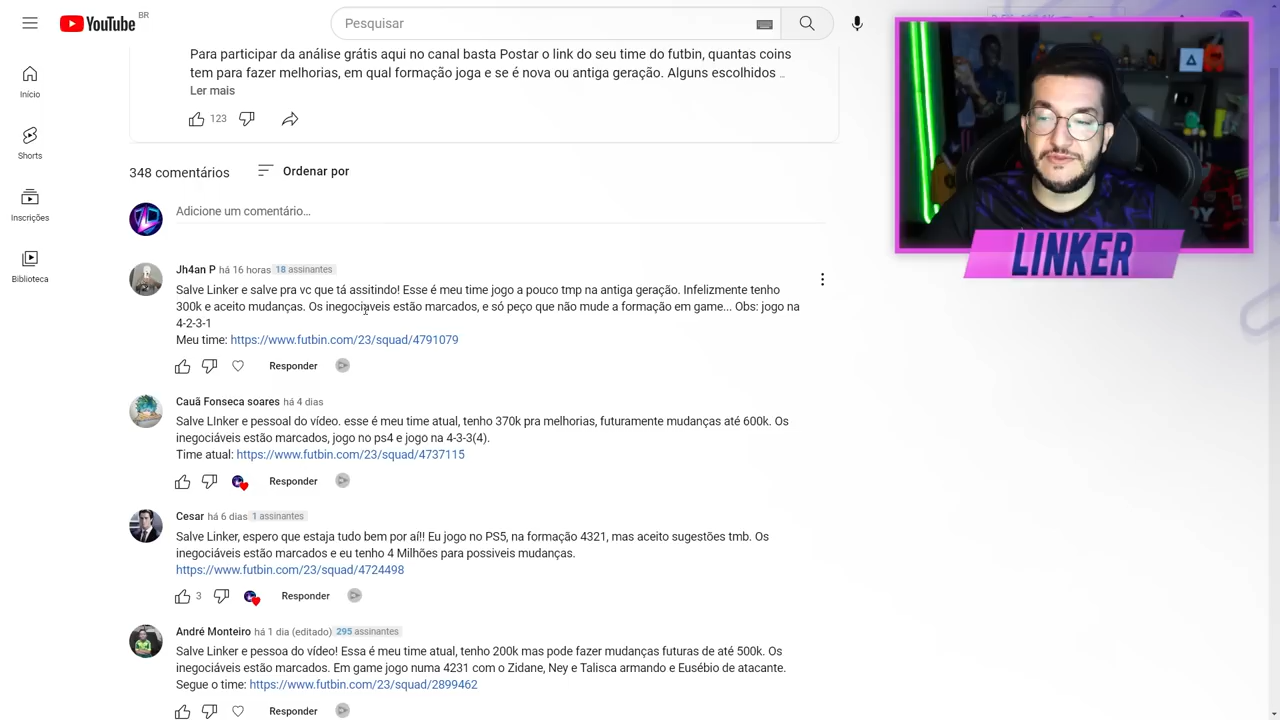 YouTube BR
Pesquisar
Para participar da análise grátis aqui no canal basta Postar o link do seu time do futbin, quantas coins
tem para fazer melhorias, em qual formação joga e se é nova ou antiga geração. Alguns escolhidos ...
Ler mais
123
Início
Shorts
Inscrições
Biblioteca
LINKER
348 comentários
Ordenar por
Adicione um comentário...
Jh4an P há 16 horas 18 assinantes
Salve Linker e salve pra vc que tá assitindo! Esse é meu time jogo a pouco tmp na antiga geração. Infelizmente tenho
300k e aceito mudanças. Os inegociáveis estão marcados, e só peço que não mude a formação em game... Obs: jogo na
4-2-3-1
Meu time: https://www.futbin.com/23/squad/4791079
Responder
Cauã Fonseca soares há 4 dias
Salve LInker e pessoal do vídeo. esse é meu time atual, tenho 370k pra melhorias, futuramente mudanças até 600k. Os
inegociáveis estão marcados, jogo no ps4 e jogo na 4-3-3(4).
Time atual: https://www.futbin.com/23/squad/4737115
Responder
Cesar há 6 dias 1 assinantes
Salve Linker, espero que estaja tudo bem por aí!! Eu jogo no PS5, na formação 4321, mas aceito sugestões tmb. Os
inegociáveis estão marcados e eu tenho 4 Milhões para possiveis mudanças.
https://www.futbin.com/23/squad/4724498
3
Responder
André Monteiro há 1 dia (editado) 295 assinantes
Salve Linker e pessoa do vídeo! Essa é meu time atual, tenho 200k mas pode fazer mudanças futuras de até 500k. Os
inegociáveis estão marcados. Em game jogo numa 4231 com o Zidane, Ney e Talisca armando e Eusébio de atacante.
Segue o time: https://www.futbin.com/23/squad/2899462
Responder